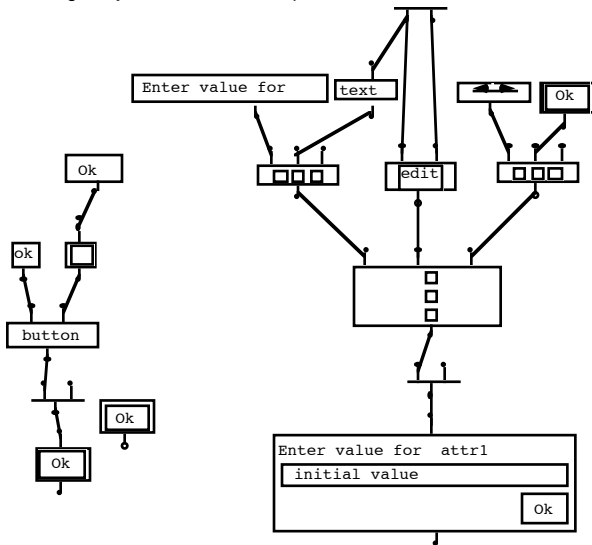 Enter value for
text
Ok
edit
Ok
ok
button
Ok
Ok
Enter value for attr1
initial value
Ok